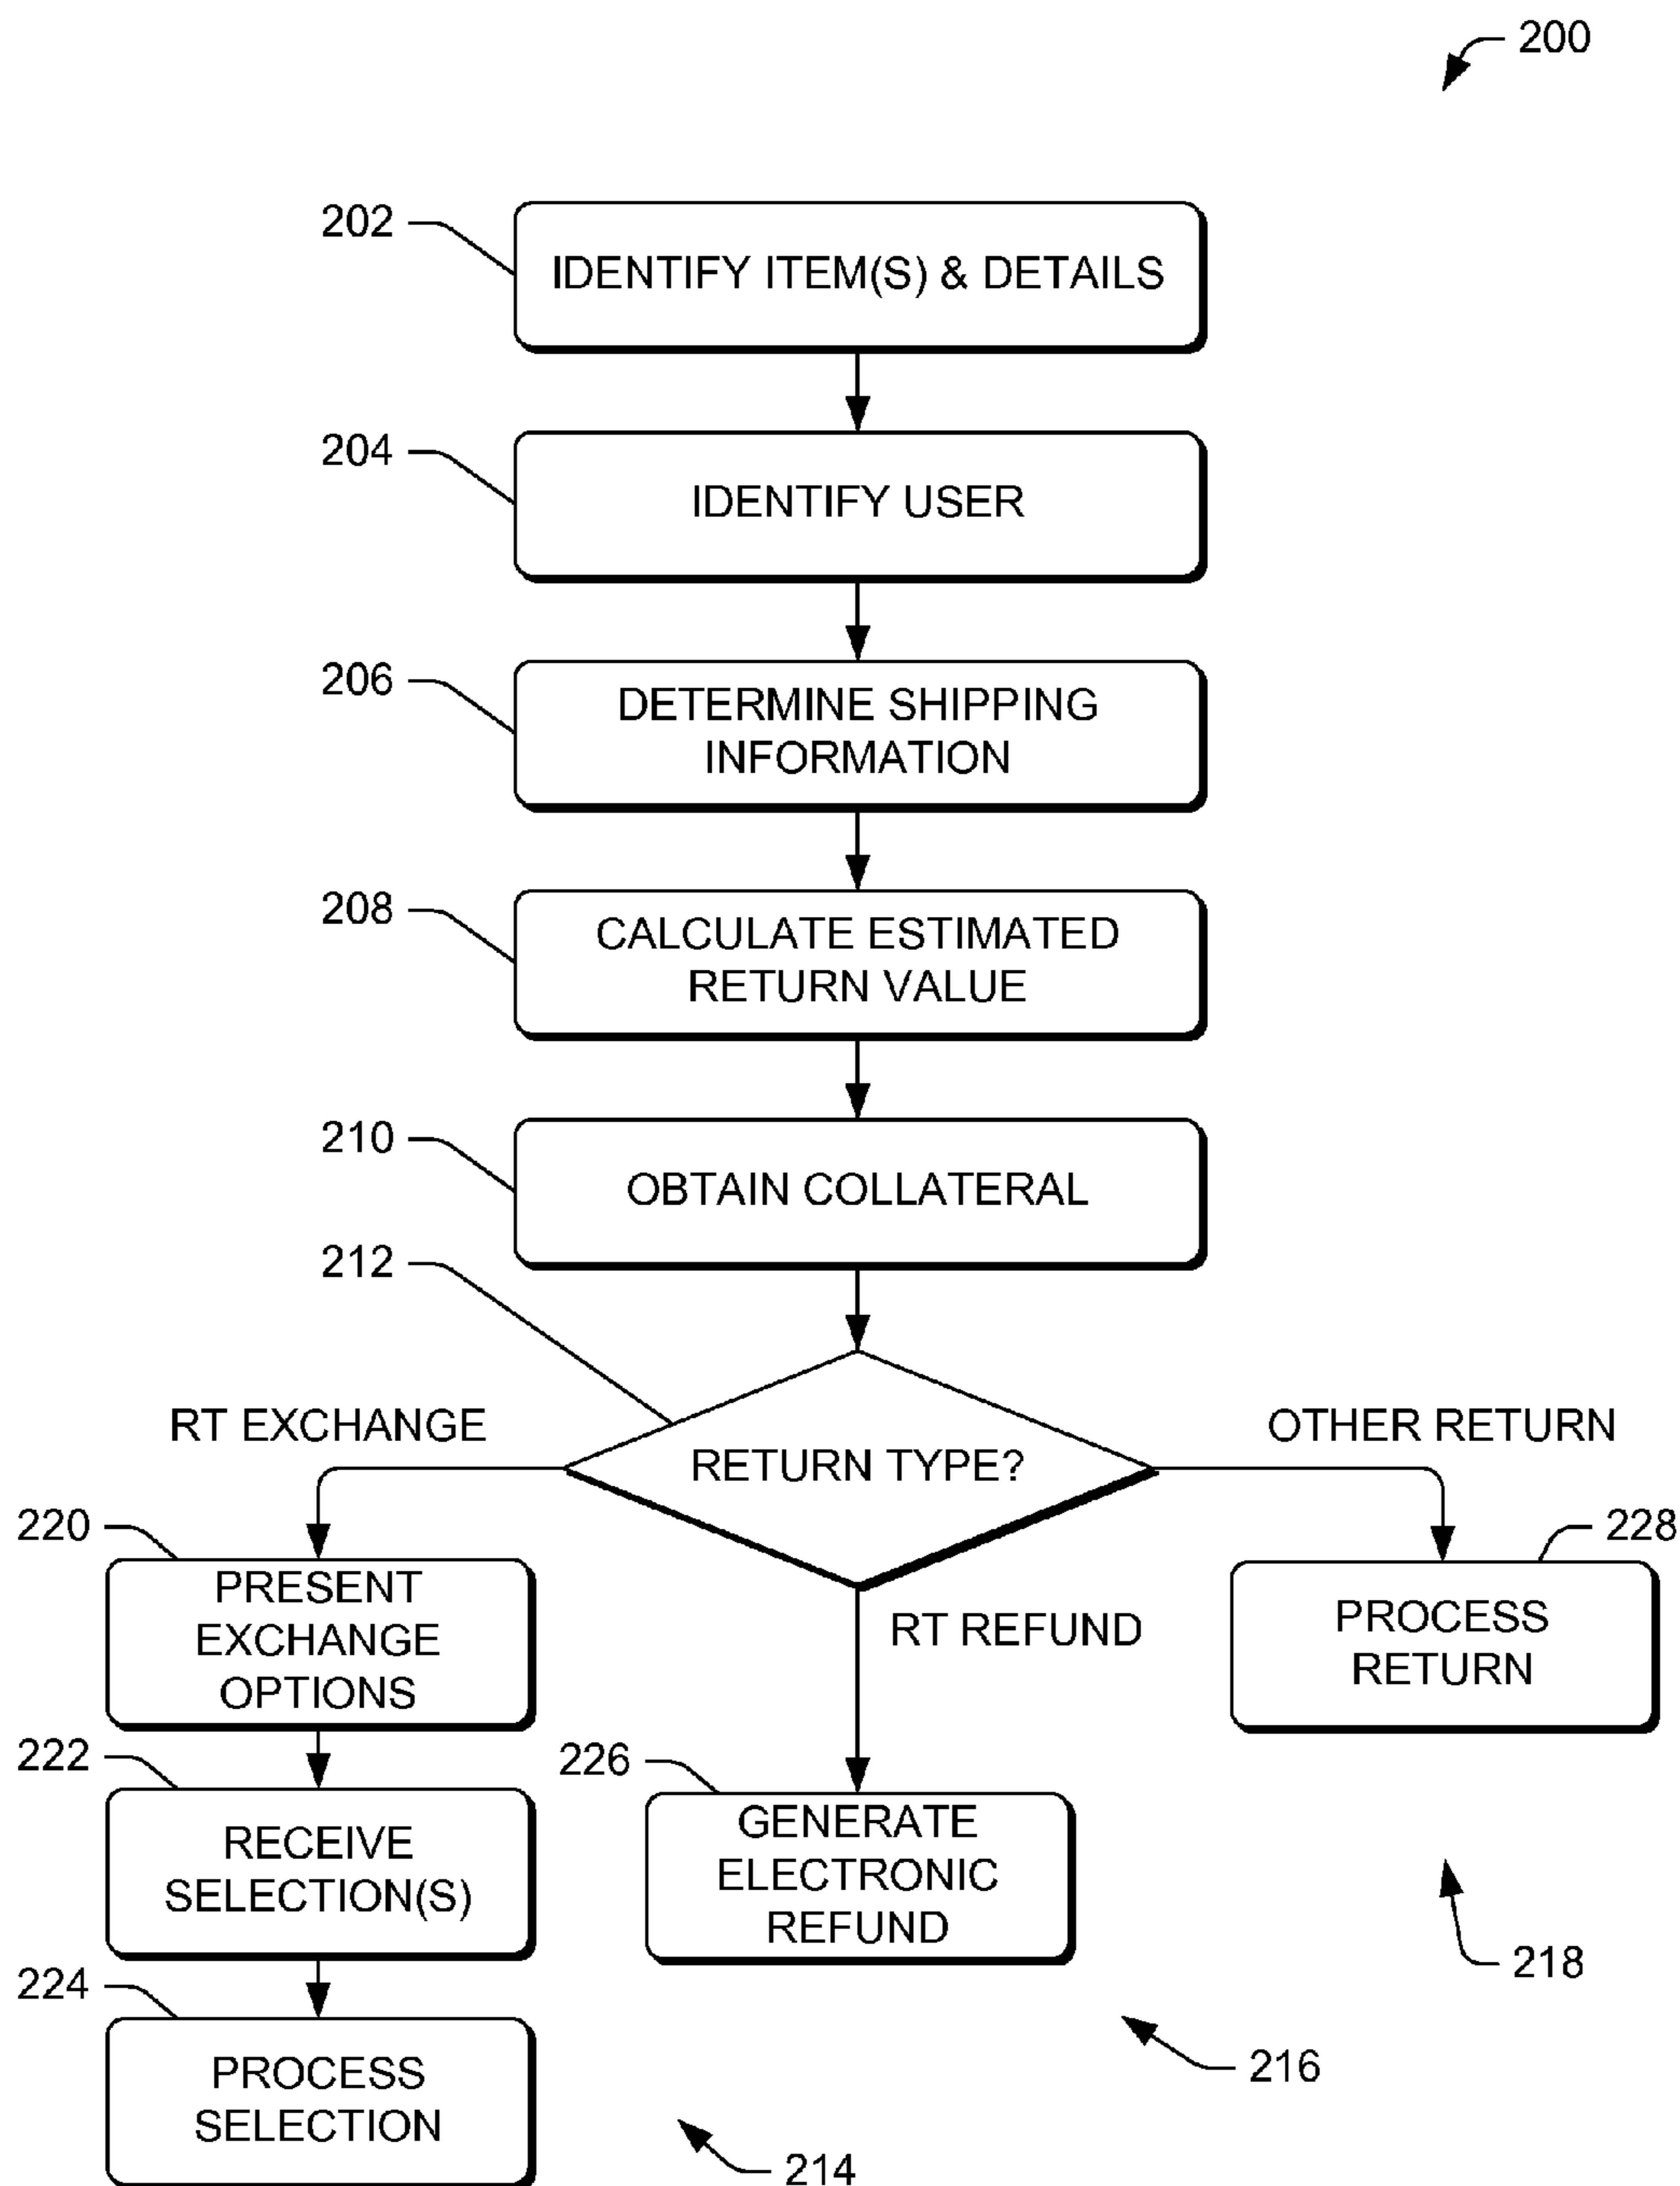 200
202
IDENTIFY ITEM(S) & DETAILS
204
IDENTIFY USER
206
DETERMINE SHIPPING
INFORMATION
208
CALCULATE ESTIMATED
RETURN VALUE
210
OBTAIN COLLATERAL
212
RETURN TYPE?
RT EXCHANGE
OTHER RETURN
RT REFUND
220
PRESENT
EXCHANGE
OPTIONS
222
RECEIVE
SELECTION(S)
224
PROCESS
SELECTION
214
226
GENERATE
ELECTRONIC
REFUND
216
228
PROCESS
RETURN
218